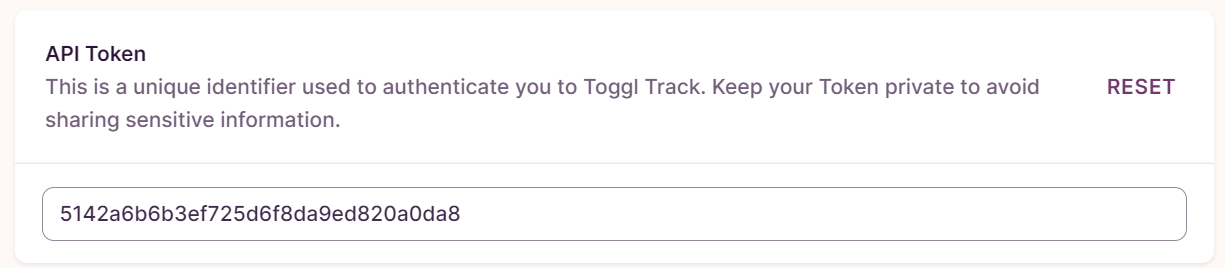 API Token
This is a unique identifier used to authenticate you to Toggl Track. Keep your Token private to avoid
sharing sensitive information.
RESET
5142a6b6b3ef725d6f8da9ed820a0da8